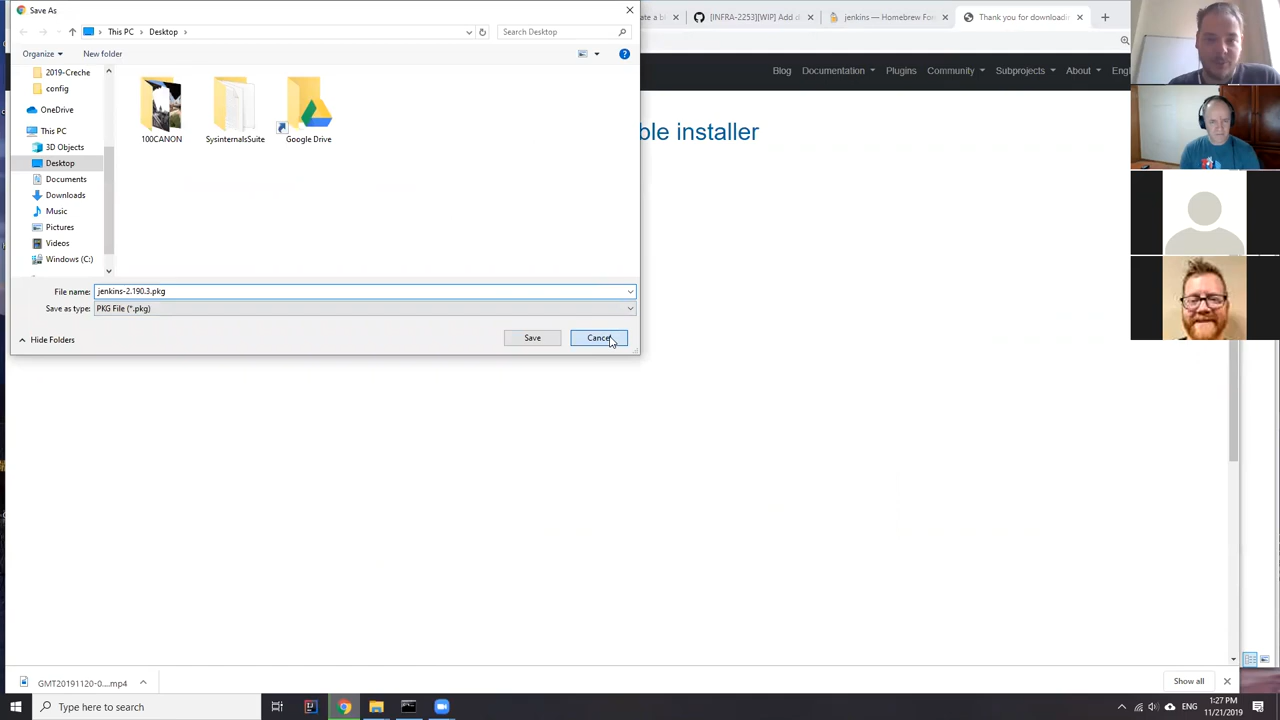 Save As
ate a bl
[INFRA-2253][WIP] Add d
jenkins — Homebrew For
Thank you for downloadin
This PC
Desktop
Search Desktop
Organize
New folder
Blog
Documentation
Plugins
Community
Subprojects
About
Engl
2019-Creche
config
OneDrive
This PC
3D Objects
Desktop
Documents
Downloads
Music
Pictures
Videos
Windows (C:)
100CANON
SysinternalsSuite
Google Drive
ble installer
File name:
jenkins-2.190.3.pkg
Save as type:
PKG File (*.pkg)
Hide Folders
Save
Cancel
GMT20191120-0....mp4
Show all
Type here to search
ENG
1:27 PM
11/21/2019